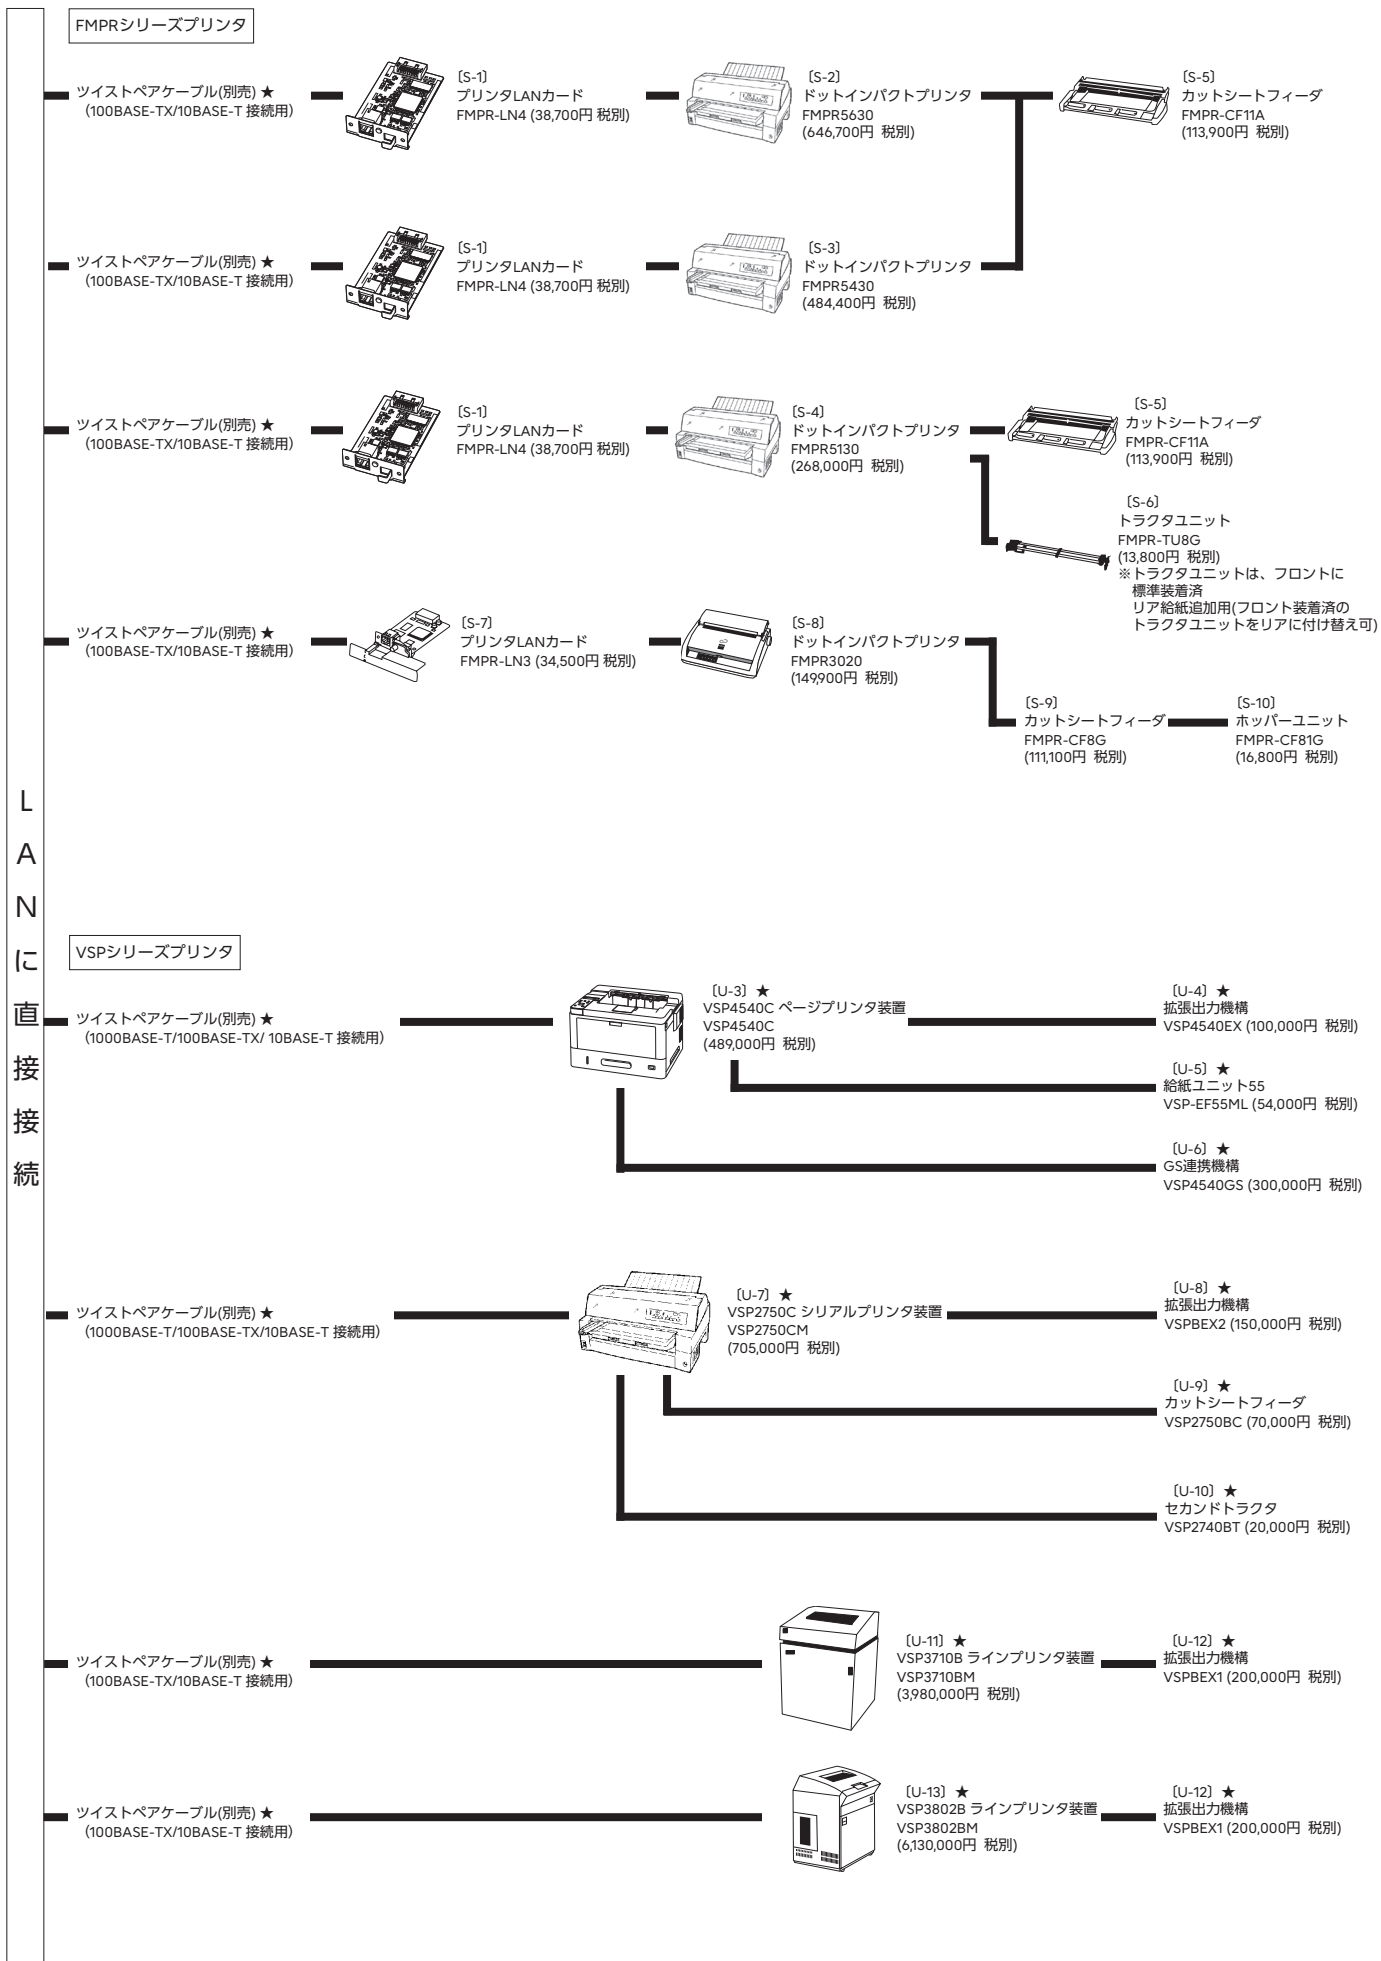 FMPRシリーズプリンタ
ツイストペアケーブル(別売) ★
(100BASE-TX/10BASE-T 接続用)
〔S-1〕
プリンタLANカード
FMPR-LN4 (38,700円 税別)
〔S-2〕
ドットインパクトプリンタ
FMPR5630
(646,700円 税別)
〔S-5〕
カットシートフィーダ
FMPR-CF11A
(113,900円 税別)
ツイストペアケーブル(別売) ★
(100BASE-TX/10BASE-T 接続用)
〔S-1〕
プリンタLANカード
FMPR-LN4 (38,700円 税別)
〔S-3〕
ドットインパクトプリンタ
FMPR5430
(484,400円 税別)
ツイストペアケーブル(別売) ★
(100BASE-TX/10BASE-T 接続用)
〔S-1〕
プリンタLANカード
FMPR-LN4 (38,700円 税別)
〔S-4〕
ドットインパクトプリンタ
FMPR5130
(268,000円 税別)
〔S-5〕
カットシートフィーダ
FMPR-CF11A
(113,900円 税別)
〔S-6〕
トラクタユニット
FMPR-TU8G
(13,800円 税別)
※トラクタユニットは、フロントに
標準装着済
リア給紙追加用(フロント装着済の
トラクタユニットをリアに付け替え可)
ツイストペアケーブル(別売) ★
(100BASE-TX/10BASE-T 接続用)
〔S-7〕
プリンタLANカード
FMPR-LN3 (34,500円 税別)
〔S-8〕
ドットインパクトプリンタ
FMPR3020
(149,900円 税別)
〔S-9〕
カットシートフィーダ
FMPR-CF8G
(111,100円 税別)
〔S-10〕
ホッパーユニット
FMPR-CF81G
(16,800円 税別)
LANに直接接続
VSPシリーズプリンタ
ツイストペアケーブル(別売) ★
(1000BASE-T/100BASE-TX/ 10BASE-T 接続用)
〔U-3〕★
VSP4540C ページプリンタ装置
VSP4540C
(489,000円 税別)
〔U-4〕★
拡張出力機構
VSP4540EX (100,000円 税別)
〔U-5〕★
給紙ユニット55
VSP-EF55ML (54,000円 税別)
〔U-6〕★
GS連携機構
VSP4540GS (300,000円 税別)
ツイストペアケーブル(別売) ★
(1000BASE-T/100BASE-TX/10BASE-T 接続用)
〔U-7〕★
VSP2750C シリアルプリンタ装置
VSP2750CM
(705,000円 税別)
〔U-8〕★
拡張出力機構
VSPBEX2 (150,000円 税別)
〔U-9〕★
カットシートフィーダ
VSP2750BC (70,000円 税別)
〔U-10〕★
セカンドトラクタ
VSP2740BT (20,000円 税別)
ツイストペアケーブル(別売) ★
(100BASE-TX/10BASE-T 接続用)
〔U-11〕★
VSP3710B ラインプリンタ装置
VSP3710BM
(3,980,000円 税別)
〔U-12〕★
拡張出力機構
VSPBEX1 (200,000円 税別)
ツイストペアケーブル(別売) ★
(100BASE-TX/10BASE-T 接続用)
〔U-13〕★
VSP3802B ラインプリンタ装置
VSP3802BM
(6,130,000円 税別)
〔U-12〕★
拡張出力機構
VSPBEX1 (200,000円 税別)